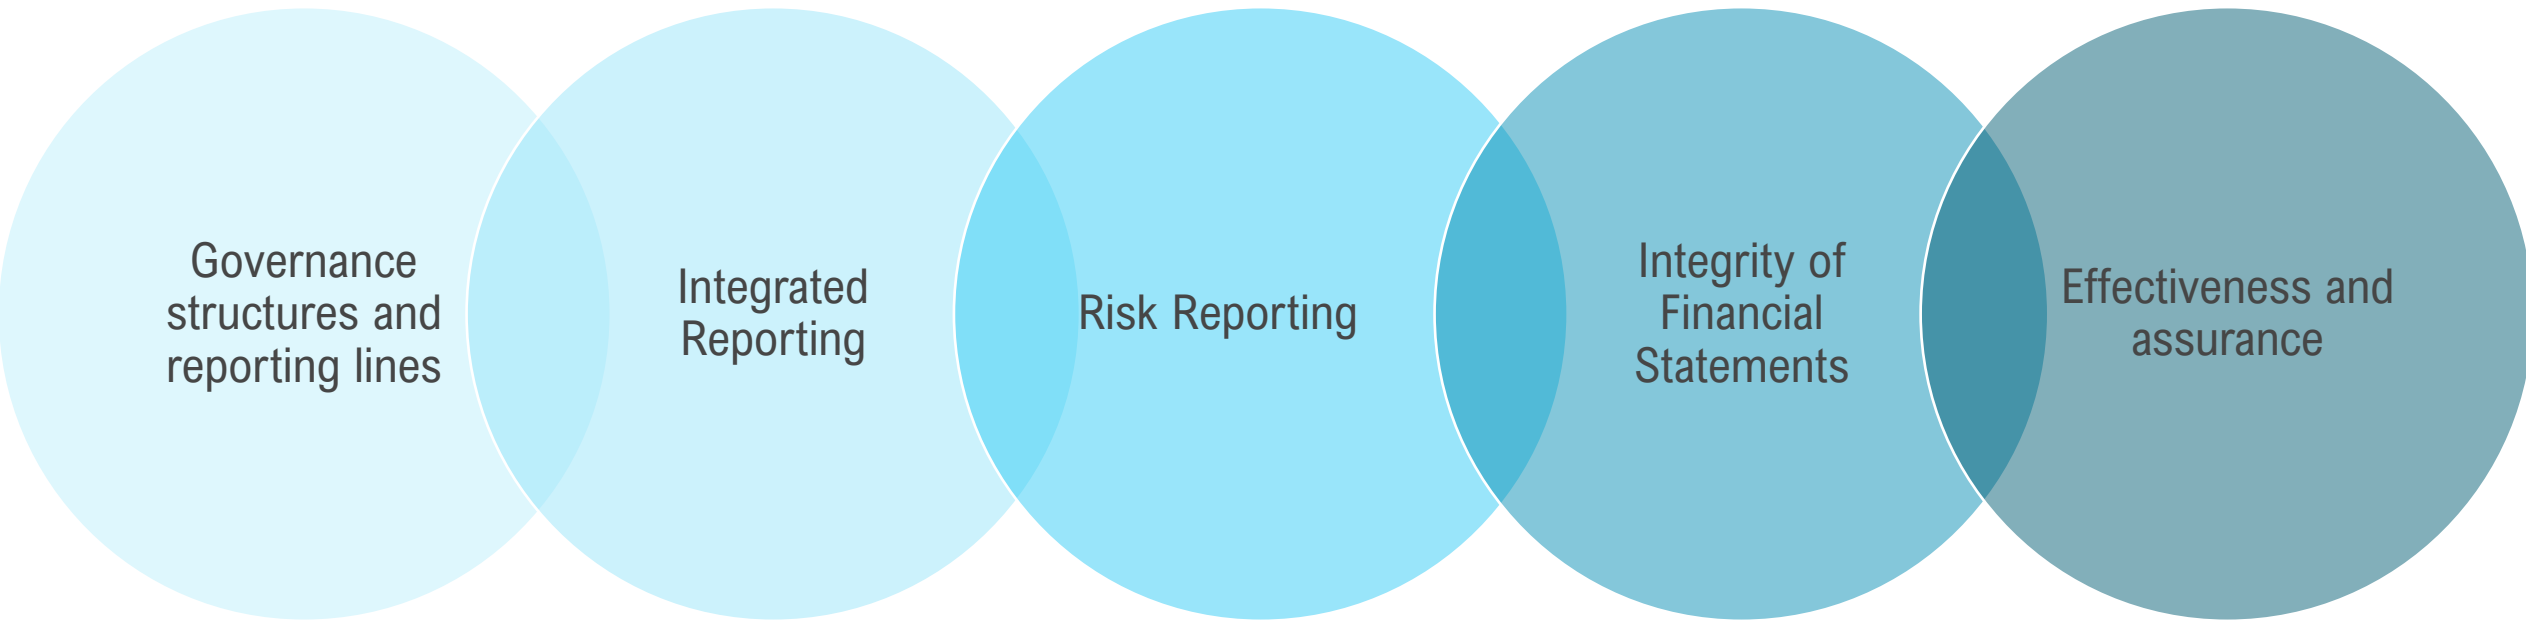 Governance
structures and
reporting lines
Integrated
Reporting
Risk Reporting
Integrity of
Financial
Statements
Effectiveness and
assurance